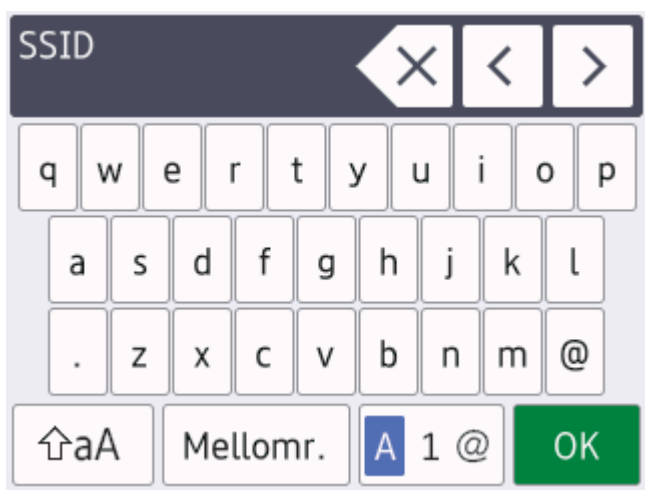 SSID
q w e r t y u i o p
a s d f g h j k l
. z x c v b n m @
aA Mellomr. A 1 @ OK